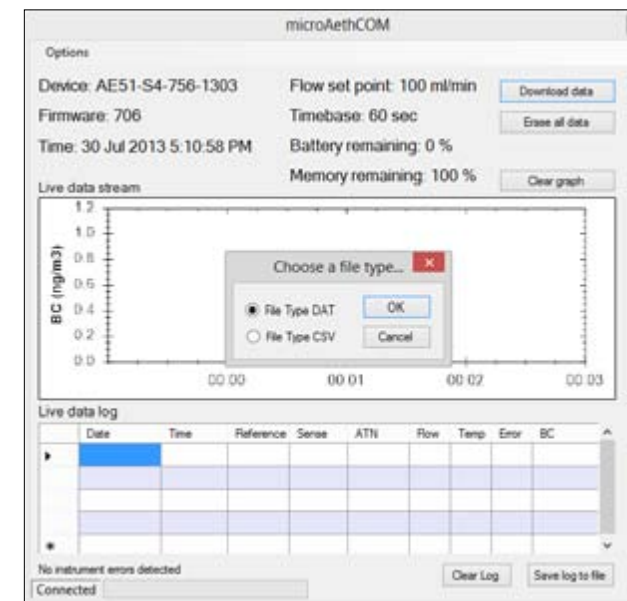 microAethCOM
Options
Device: AE51-S4-756-1303
Flow set point: 100 ml/min
Download data
Firmware: 706
Timebase: 60 sec
Erase all data
Time: 30 Jul 2013 5:10:58 PM
Battery remaining: 0 %
Memory remaining: 100 %
Clear graph
Live data stream
BC (ng/m3)
1.2
1.0
0.8
0.6
0.4
0.2
0.0
00:00 00:01 00:02 00:03
Choose a file type...
File Type DAT
OK
File Type CSV
Cancel
Live data log
Date Time Reference Sense ATN Flow Temp Error BC
No instrument errors detected
Clear Log
Save log to file
Connected